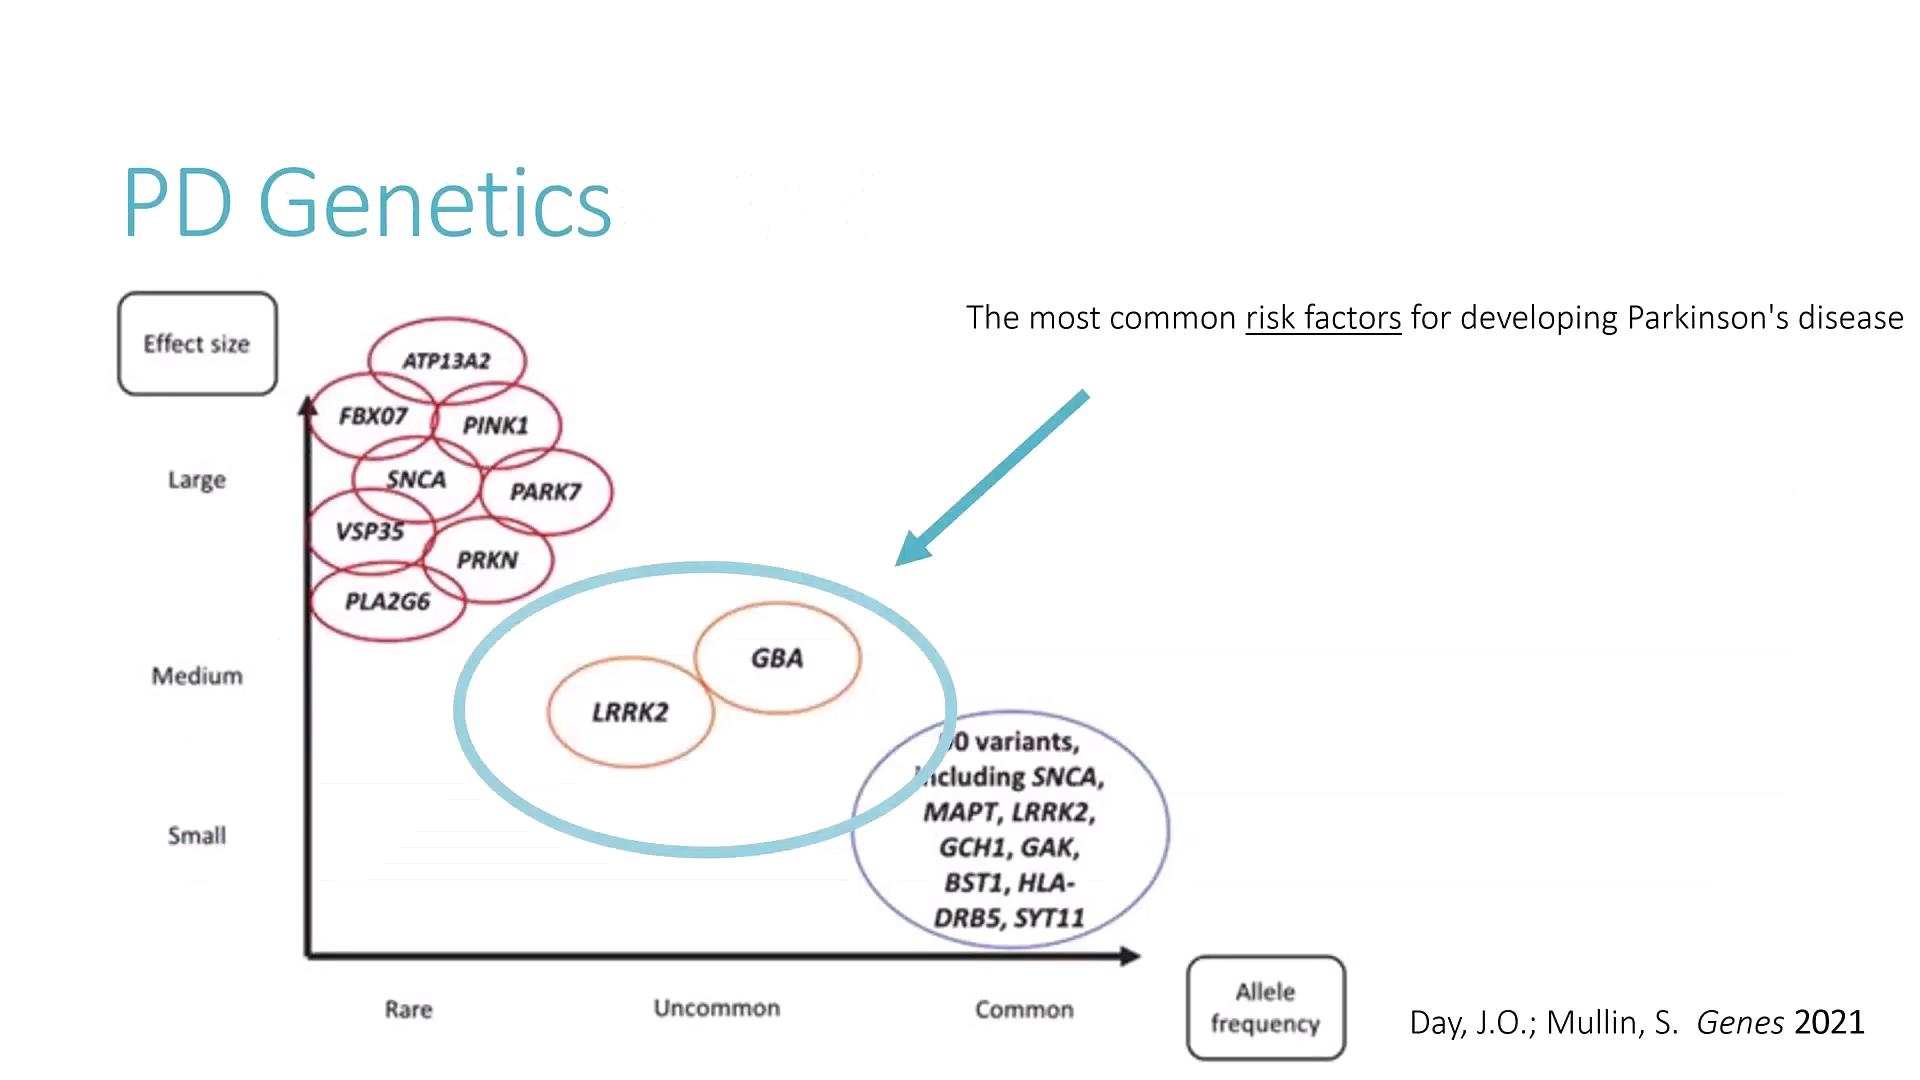 PD Genetics
Effect size
The most common risk factors for developing Parkinson's disease
ATP13A2
FBX07
PINK1
Large
SNCA
PARK7
VSP35
PRKN
PLA2G6
Medium
GBA
LRRK2
Small
0 variants,
including SNCA,
MAPT, LRRK2,
GCH1, GAK,
BST1, HLA-
DRB5, SYT11
Rare
Uncommon
Common
Allele
frequency
Day, J.O.; Mullin, S. Genes 2021